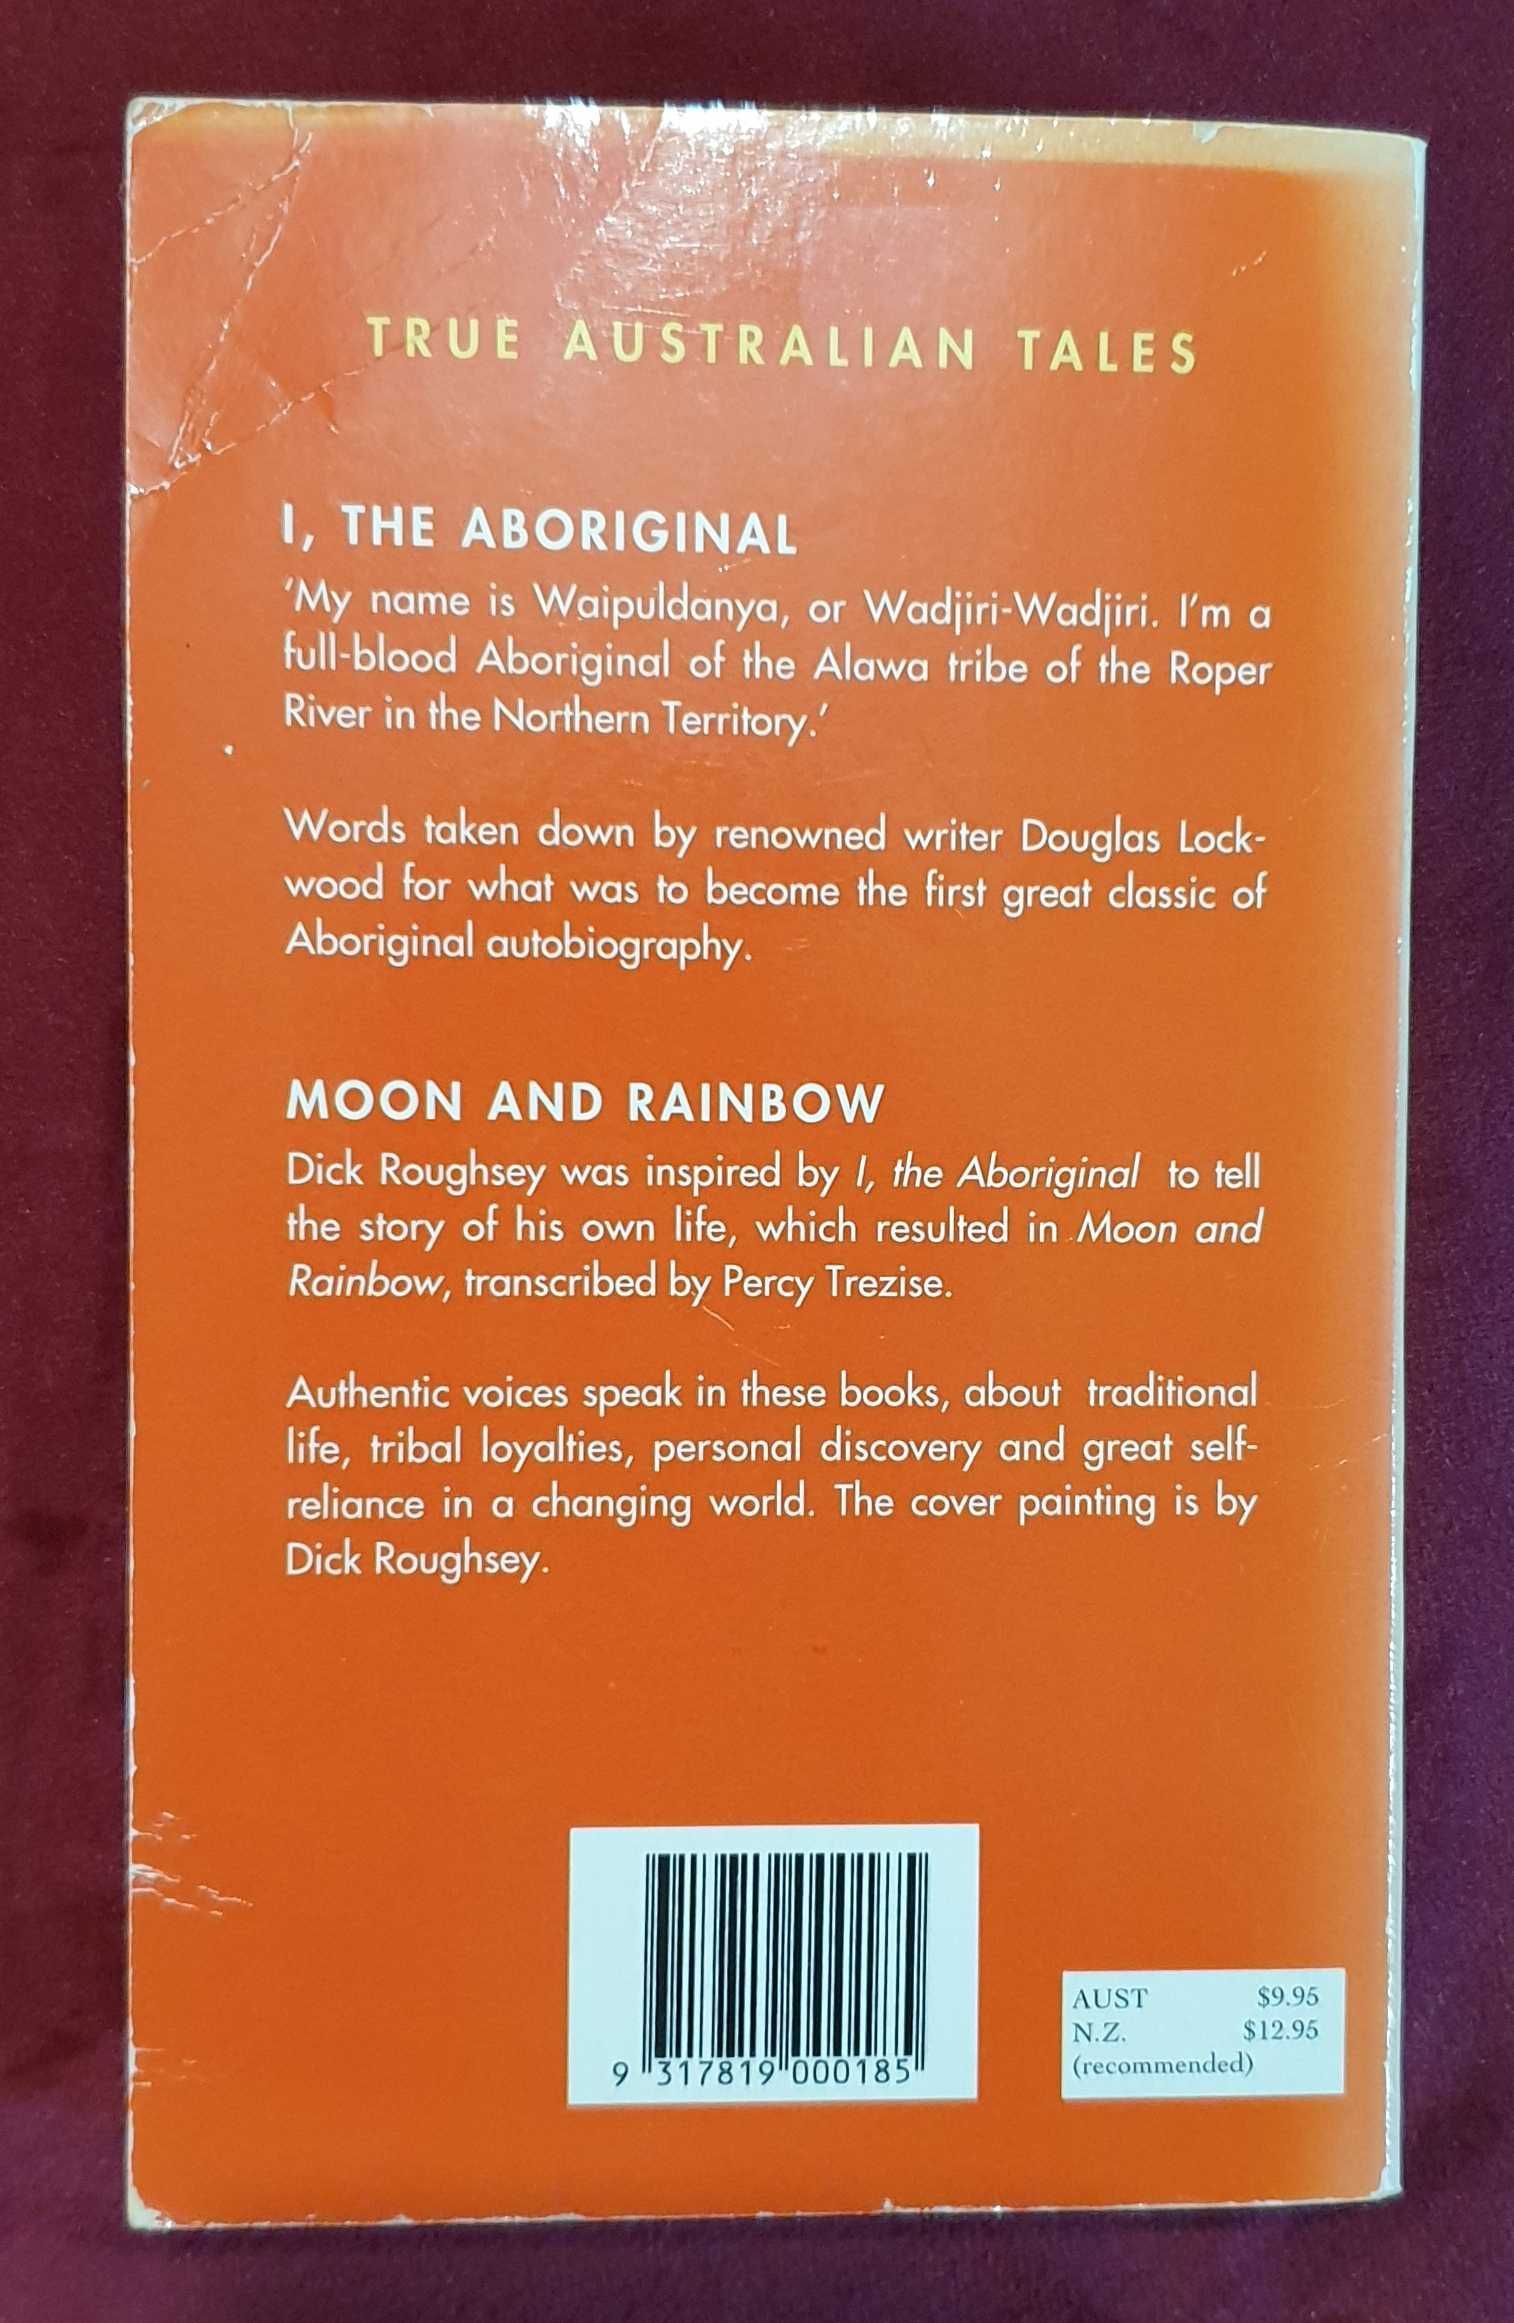 TRUE AUSTRALIAN TALES
I, THE ABORIGINAL
'My name is Waipuldanya, or Wadjiri-Wadjiri. I'm a
full-blood Aboriginal of the Alawa tribe of the Roper
River in the Northern Territory.'
Words taken down by renowned writer Douglas Lock-
wood for what was to become the first great classic of
Aboriginal autobiography.
MOON AND RAINBOW
Dick Roughsey was inspired by I, the Aboriginal to tell
the story of his own life, which resulted in Moon and
Rainbow, transcribed by Percy Trezise.
Authentic voices speak in these books, about traditional
life, tribal loyalties, personal discovery and great self-
reliance in a changing world. The cover painting is by
Dick Roughsey.
9 317819 000185
AUST $9.95
N.Z. $12.95
(recommended)